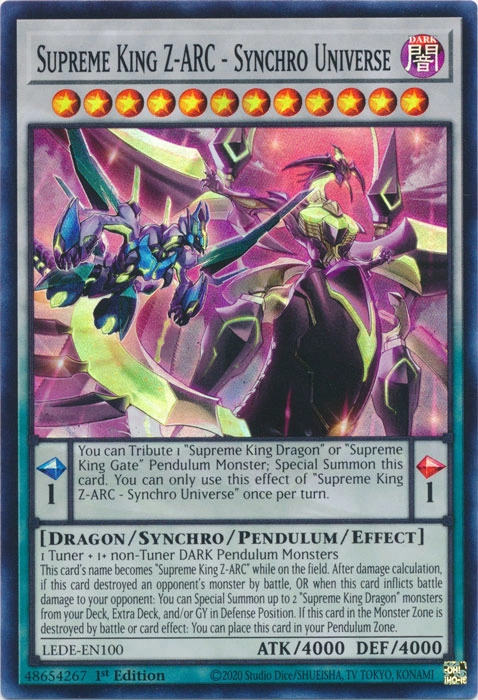 SUPREME KING Z-ARC - SYNCHRO UNIVERSE
DARK
闇
You can Tribute 1 "Supreme King Dragon" or "Supreme
King Gate" Pendulum Monster; Special Summon this
card. You can only use this effect of "Supreme King
Z-ARC - Synchro Universe" once per turn.
1
1
[DRAGON/SYNCHRO/PENDULUM/EFFECT]
1 Tuner + 1+ non-Tuner DARK Pendulum Monsters
This card's name becomes "Supreme King Z-ARC" while on the field. After damage calculation,
if this card destroyed an opponent's monster by battle, OR when this card inflicts battle
damage to your opponent: You can Special Summon up to 2 "Supreme King Dragon" monsters
from your Deck, Extra Deck, and/or GY in Defense Position. If this card in the Monster Zone is
destroyed by battle or card effect: You can place this card in your Pendulum Zone.
LEDE-EN100
ATK/4000 DEF/4000
48654267 1st Edition
©2020 Studio Dice/SHUEISHA, TV TOKYO, KONAMI